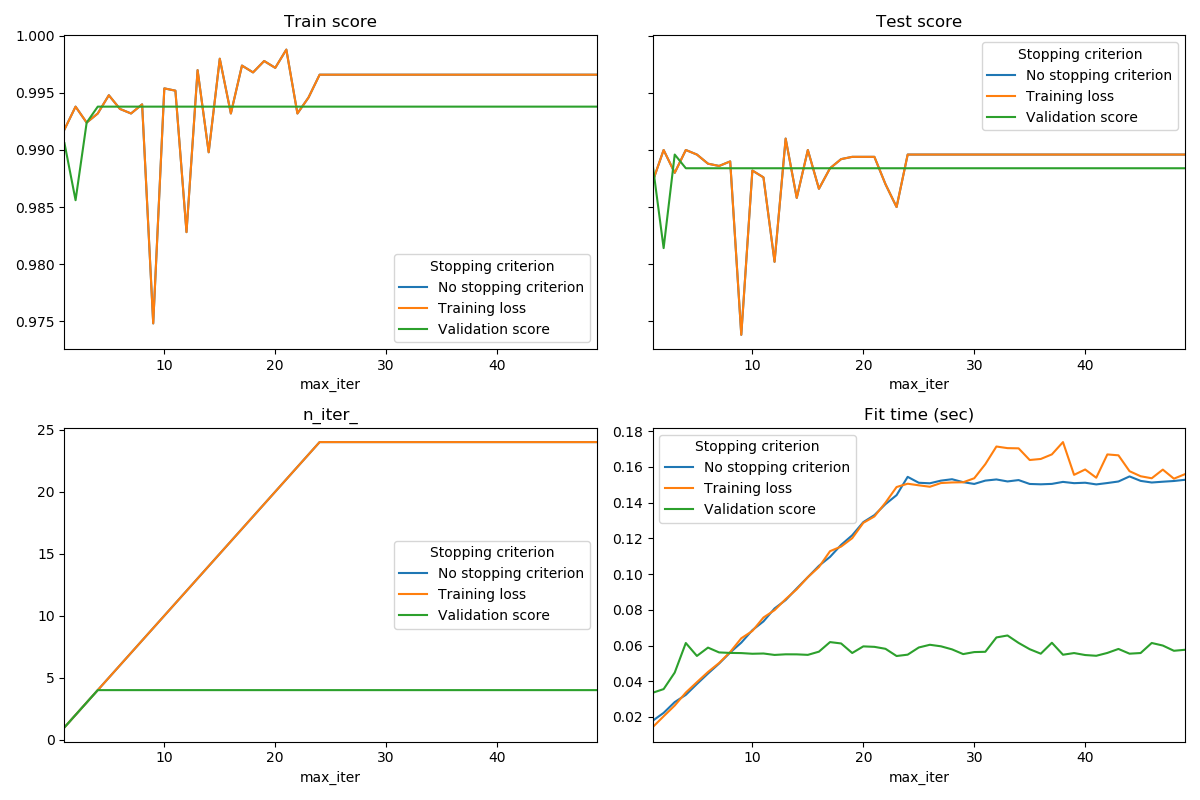 Train score
1.000
0.995
0.990
0.985
0.980
0.975
Stopping criterion
No stopping criterion
Training loss
Validation score
10
20
30
40
max_iter
Test score
Stopping criterion
No stopping criterion
Training loss
Validation score
10
20
30
40
max_iter
n_iter_
25
20
15
10
5
0
Stopping criterion
No stopping criterion
Training loss
Validation score
10
20
30
40
max_iter
Fit time (sec)
0.18
0.16
0.14
0.12
0.10
0.08
0.06
0.04
0.02
Stopping criterion
No stopping criterion
Training loss
Validation score
10
20
30
40
max_iter